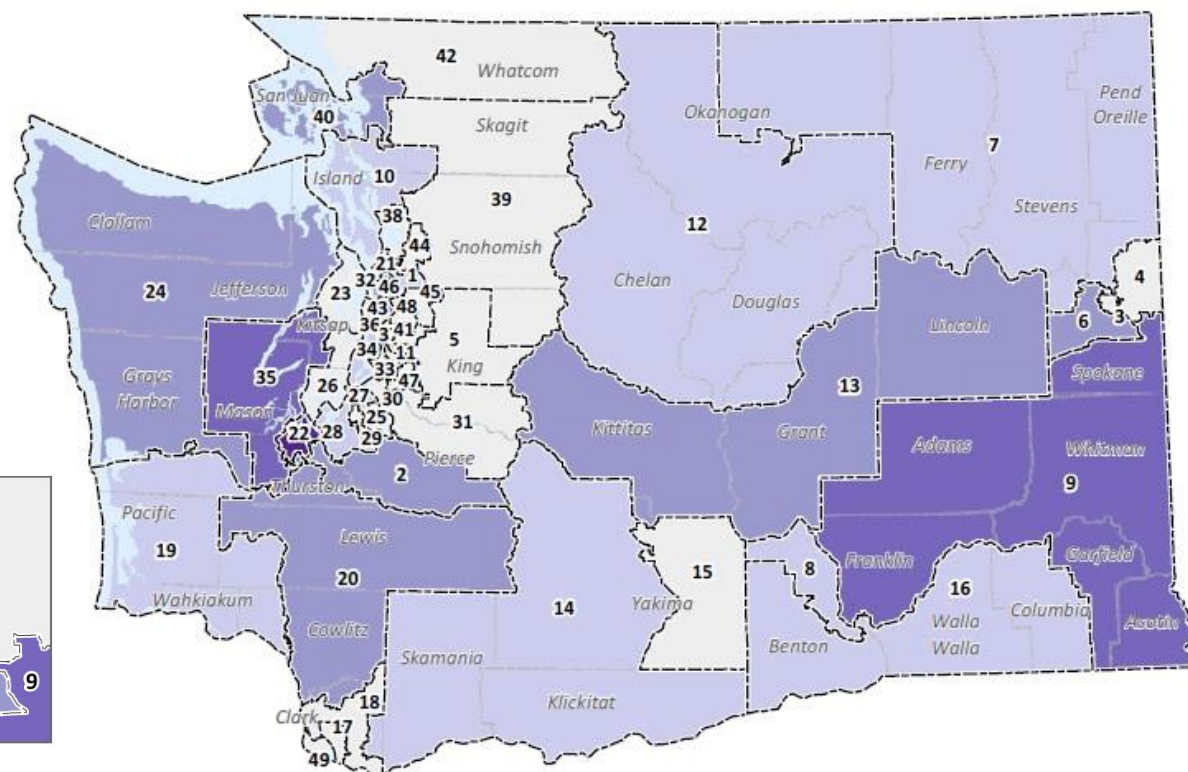 42
Whatcom
San Juan
40
Skagit
Okanogan
Pend
Oreille
7
Ferry
Stevens
Island
10
39
38
Snohomish
44
12
Clallam
21
1
4
24
Jefferson
23
32
46
45
Chelan
Douglas
43
48
6
3
Kitsap
36
3
41
5
Lincoln
34
11
King
35
33
26
47
13
Spokane
Grays
Harbor
27
30
Mason
25
31
Kittitas
Grant
22
28
29
Adams
Whitman
Pierce
2
9
Thurston
Pacific
Lewis
19
15
8
Franklin
Garfield
20
16
Wahkiakum
14
Yakima
Columbia
Cowlitz
Walla
Walla
Asotin
Skamania
Benton
9
18
Klickitat
Clark
17
49